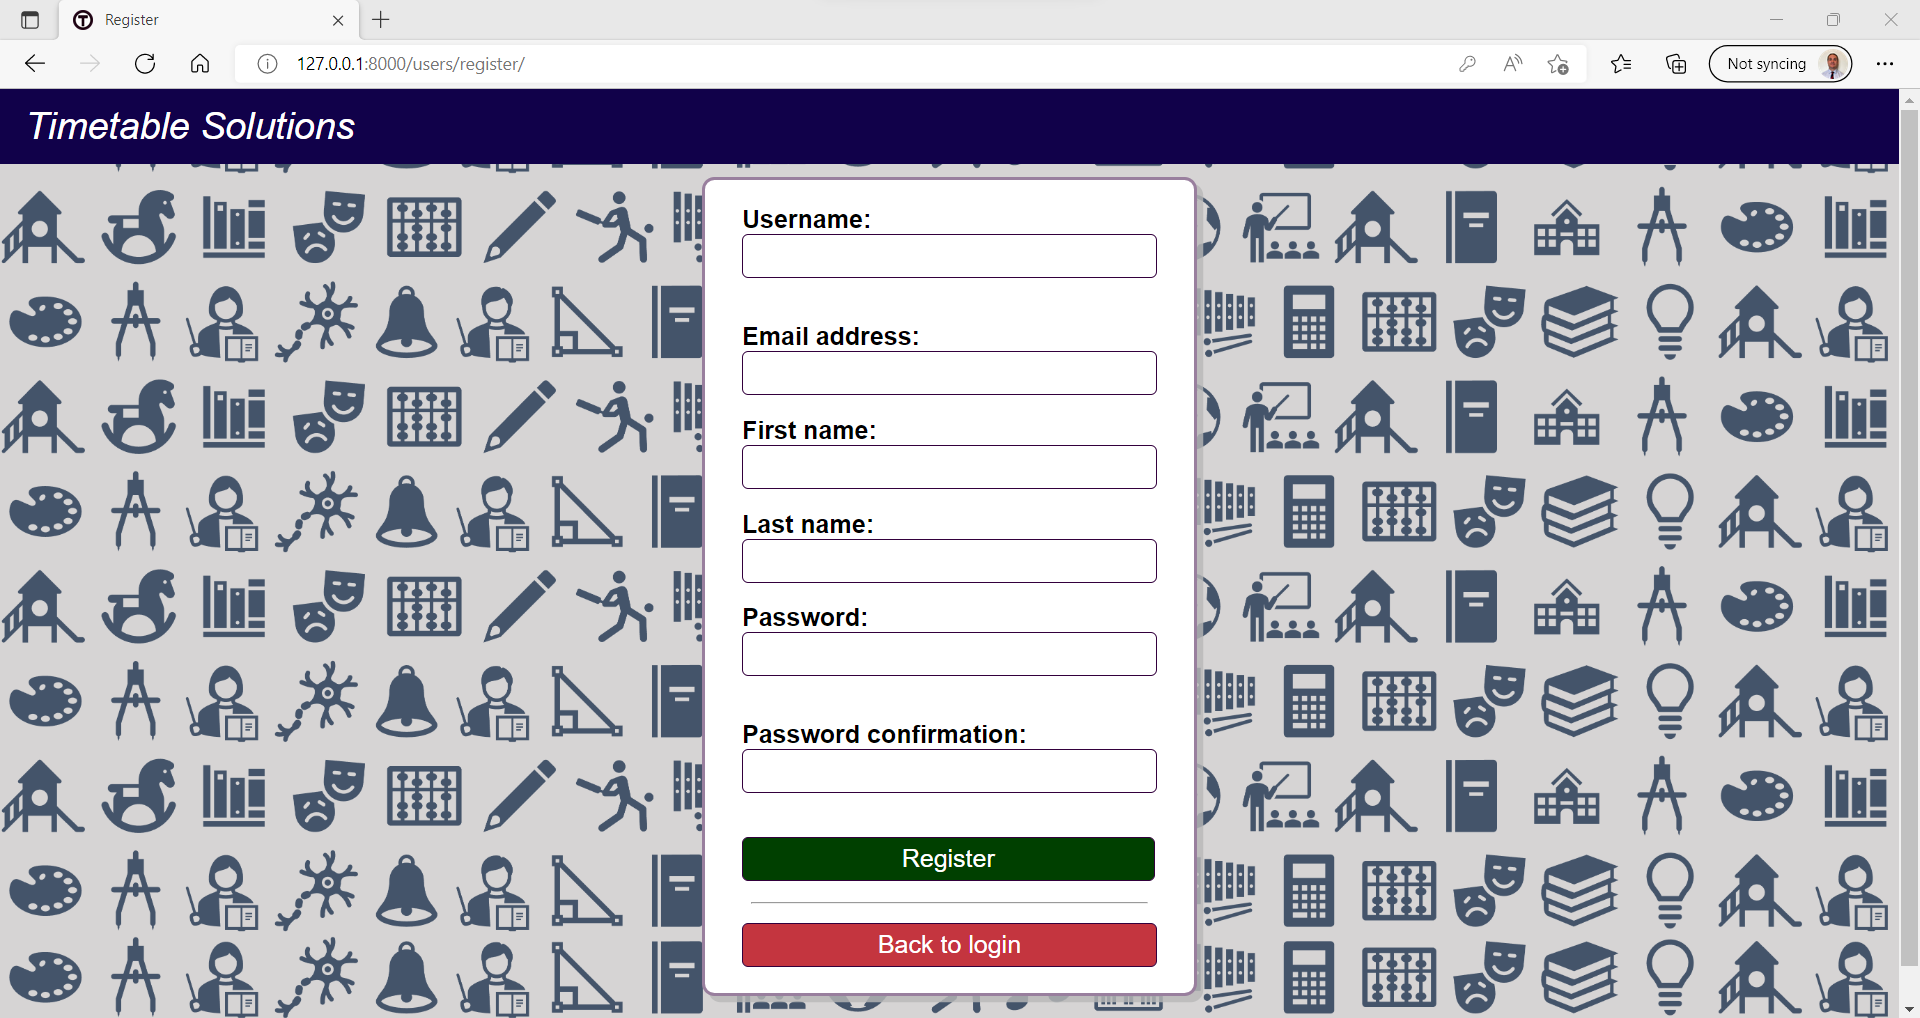 Register
127.0.0.1:8000/users/register/
Not syncing
Timetable Solutions
Username:
Email address:
First name:
Last name:
Password:
Password confirmation:
Register
Back to login